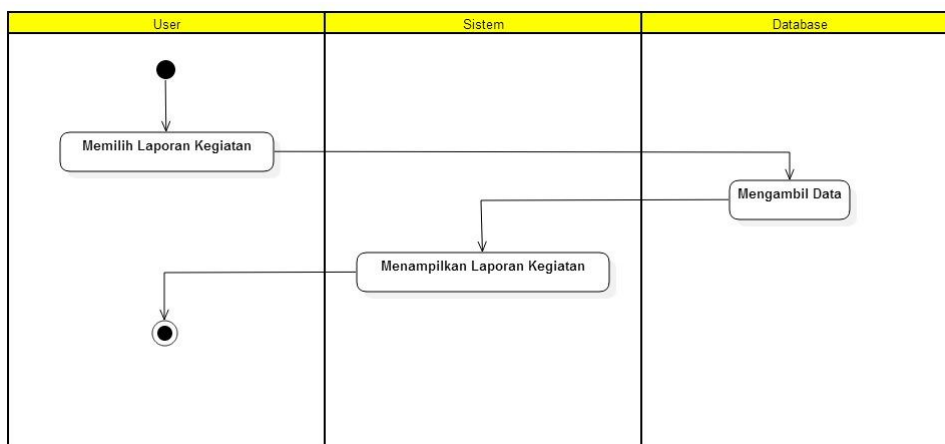 User
Sistem
Database
Memilih Laporan Kegiatan
Mengambil Data
Menampilkan Laporan Kegiatan